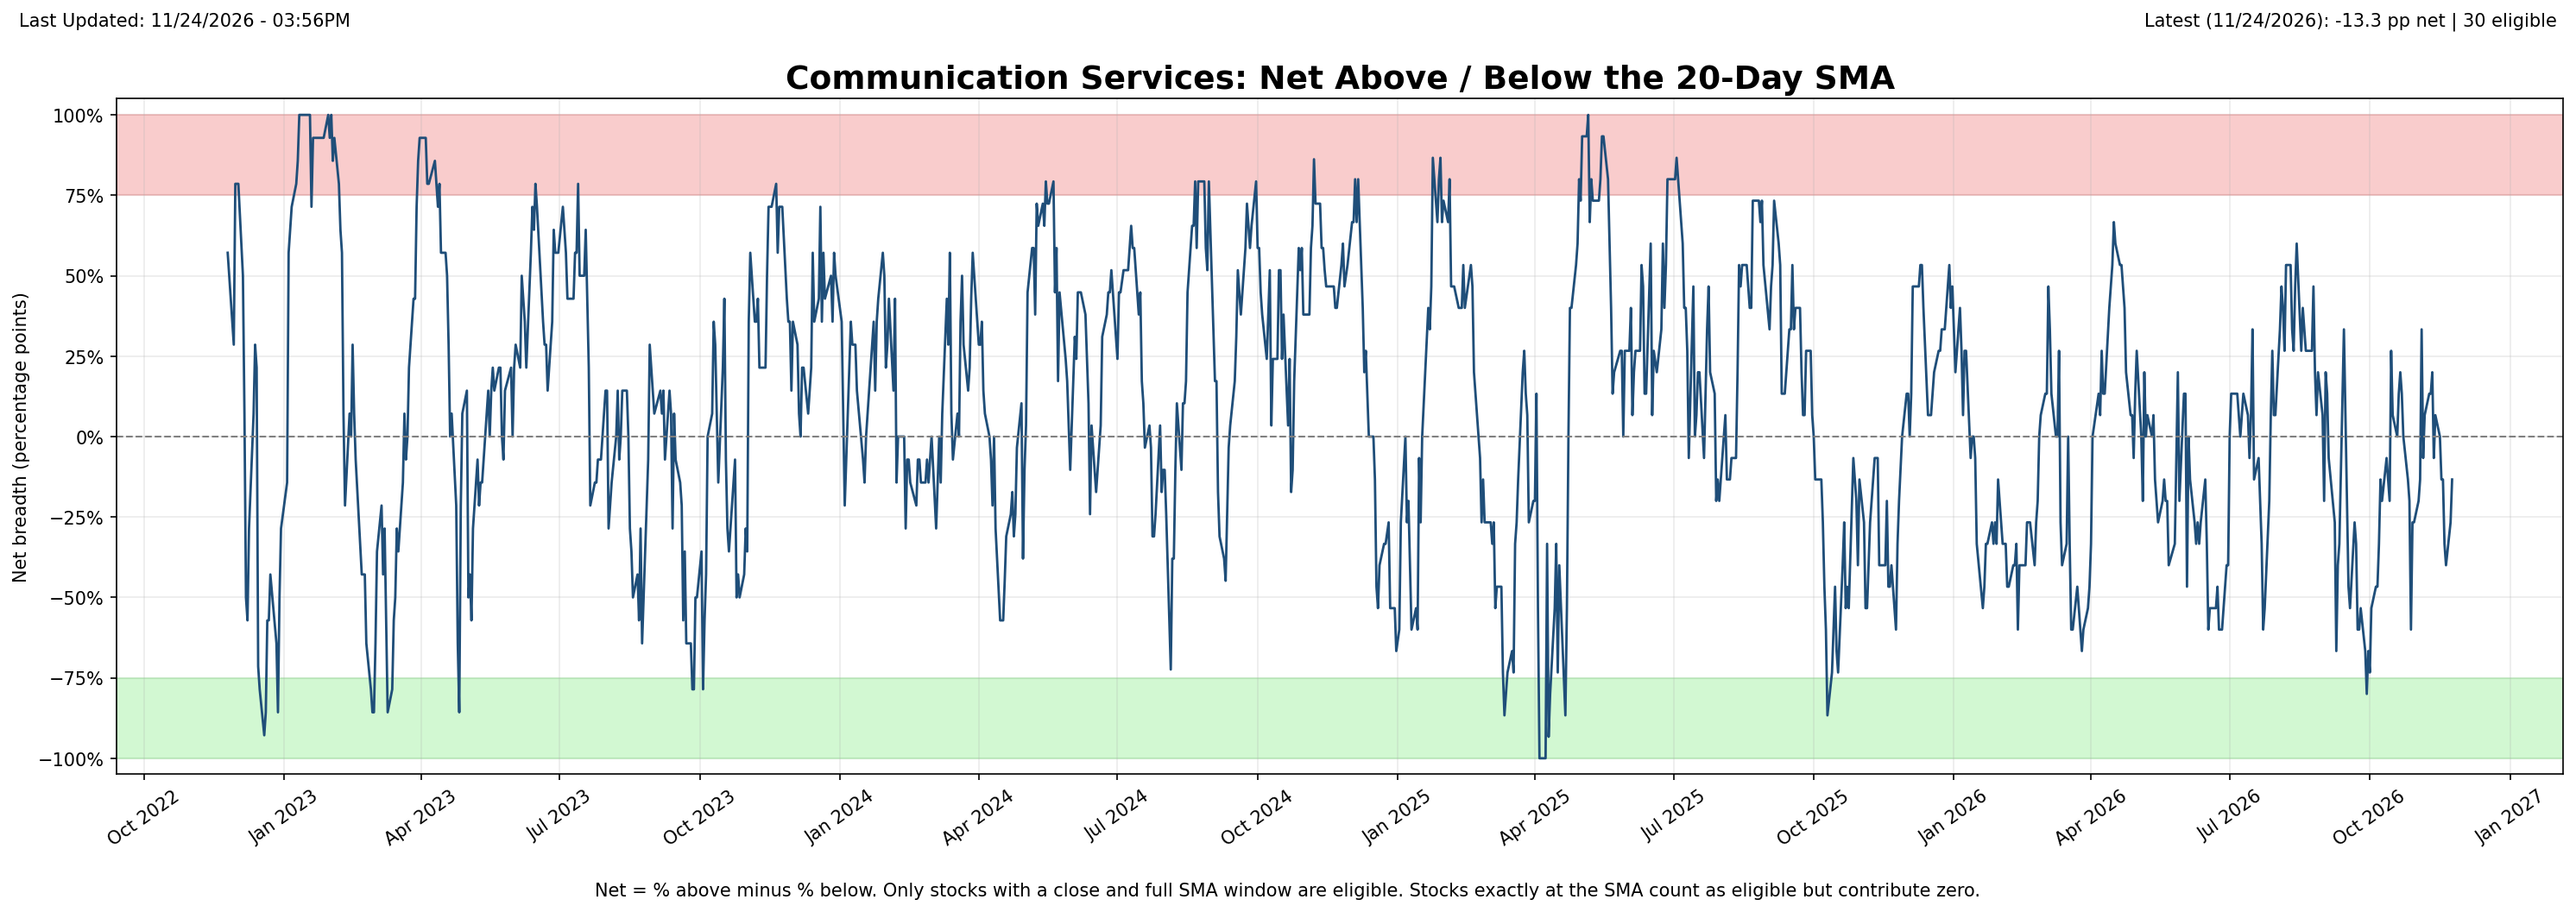 Last Updated: 11/24/2026 - 03:56PM
Latest (11/24/2026): -13.3 pp net | 30 eligible
Communication Services: Net Above / Below the 20-Day SMA
Net breadth (percentage points)
100%
75%
50%
25%
0%
−25%
−50%
−75%
−100%
Oct 2022
Jan 2023
Apr 2023
Jul 2023
Oct 2023
Jan 2024
Apr 2024
Jul 2024
Oct 2024
Jan 2025
Apr 2025
Jul 2025
Oct 2025
Jan 2026
Apr 2026
Jul 2026
Oct 2026
Jan 2027
Net = % above minus % below. Only stocks with a close and full SMA window are eligible. Stocks exactly at the SMA count as eligible but contribute zero.